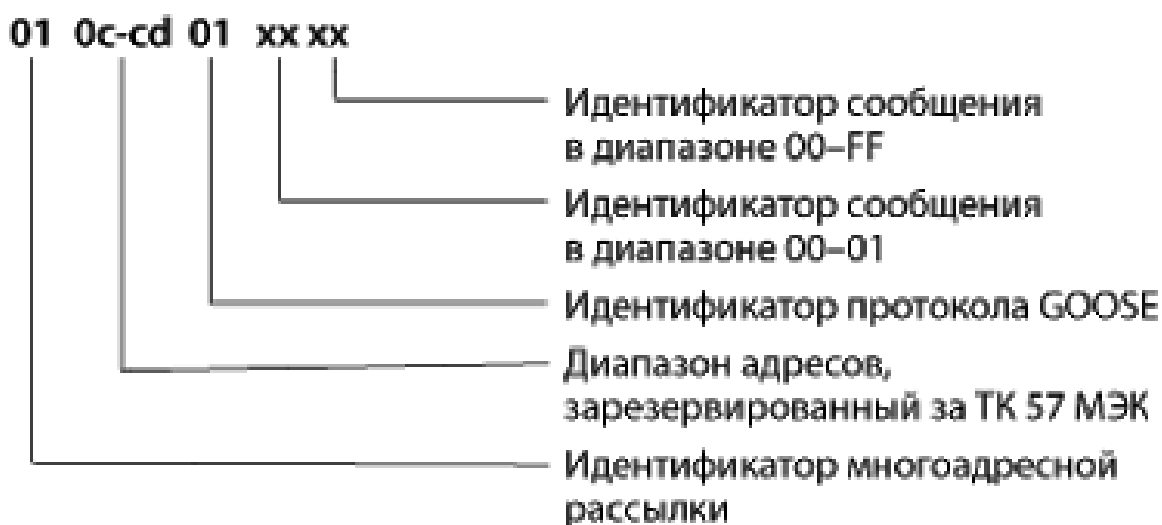 01 0c-cd 01 xx xx
Идентификатор сообщения
в диапазоне 00–FF
Идентификатор сообщения
в диапазоне 00–01
Идентификатор протокола GOOSE
Диапазон адресов,
зарезервированный за ТК 57 МЭК
Идентификатор многоадресной
рассылки